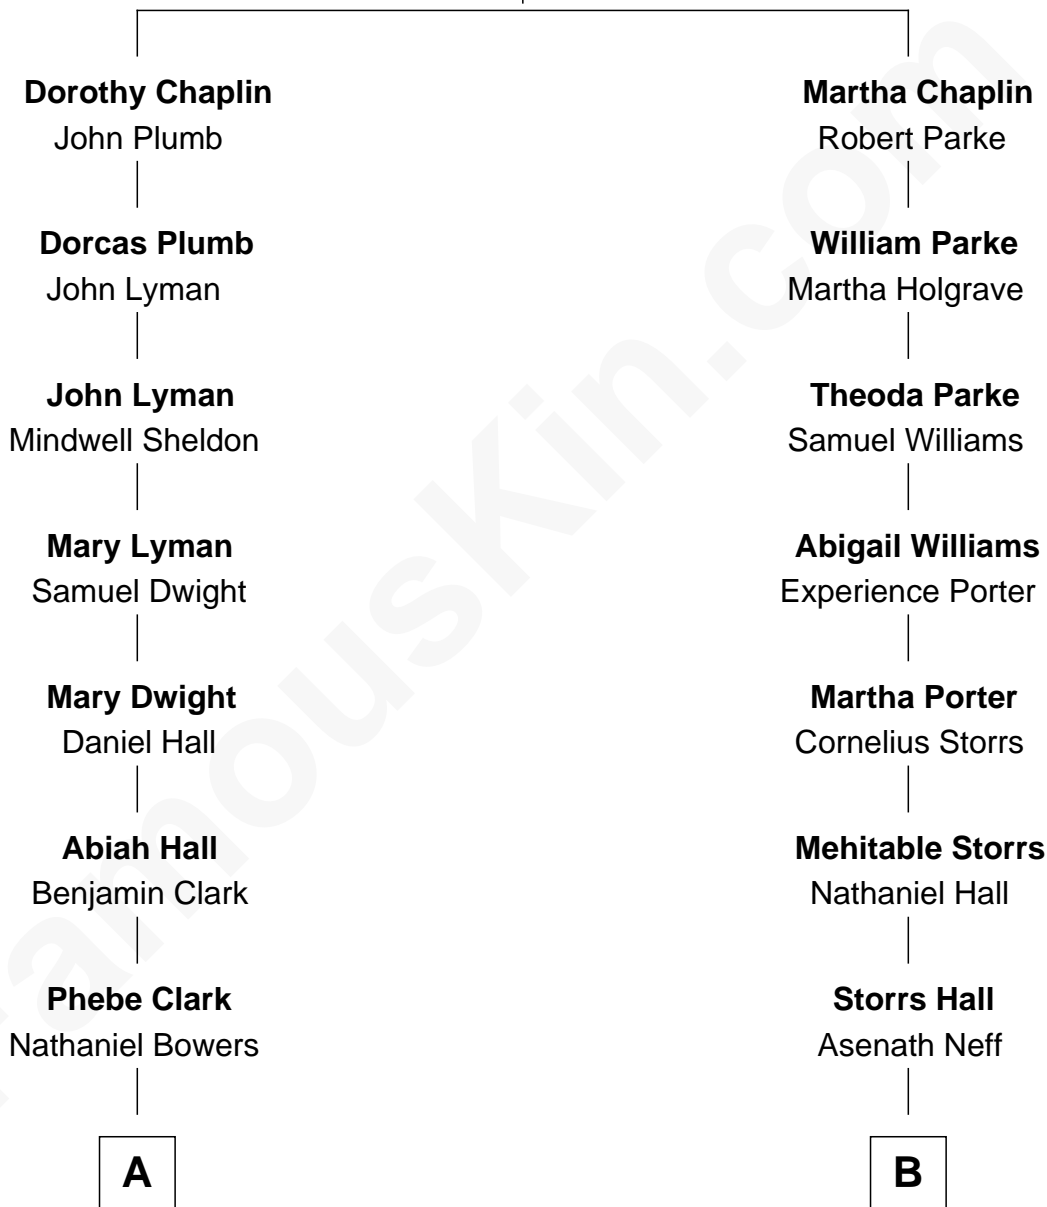 Dorothy Chaplin
John Plumb
Dorcas Plumb
John Lyman
John Lyman
Mindwell Sheldon
Mary Lyman
Samuel Dwight
Mary Dwight
Daniel Hall
Abiah Hall
Benjamin Clark
Phebe Clark
Nathaniel Bowers
A
Martha Chaplin
Robert Parke
William Parke
Martha Holgrave
Theoda Parke
Samuel Williams
Abigail Williams
Experience Porter
Martha Porter
Cornelius Storrs
Mehitable Storrs
Nathaniel Hall
Storrs Hall
Asenath Neff
B
FamousKin.com